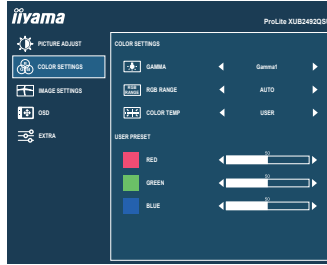 iiyama
ProLite XUB2492QSU
PICTURE ADJUST
COLOR SETTINGS
IMAGE SETTINGS
OSD
EXTRA
COLOR SETTINGS
GAMMA Gamma1
RGB RANGE RGB RANGE AUTO
COLOR TEMP USER
USER PRESET
RED 50
GREEN 50
BLUE 50